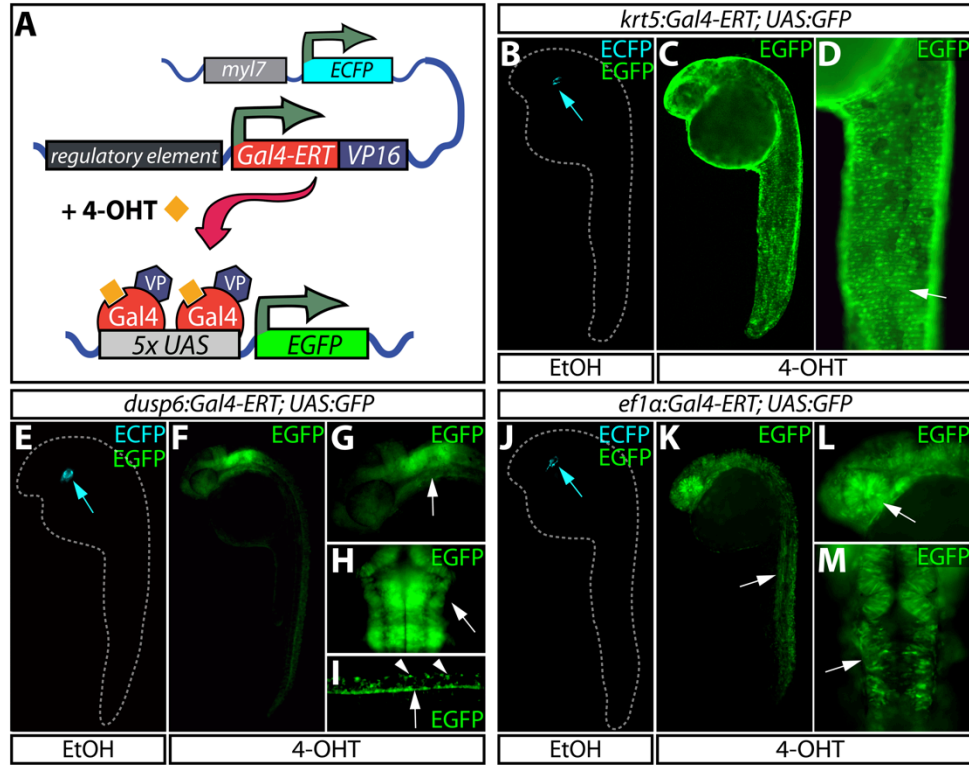 A
myl7
ECFP
regulatory element
Gal4-ERT
VP16
+ 4-OHT
VP
VP
Gal4
Gal4
5x UAS
EGFP
krt5:Gal4-ERT; UAS:GFP
B
ECFP
EGFP
C
EGFP
D
EGFP
EtOH
4-OHT
dusp6:Gal4-ERT; UAS:GFP
E
ECFP
EGFP
F
EGFP
G
EGFP
H
EGFP
I
EGFP
EtOH
4-OHT
ef1α:Gal4-ERT; UAS:GFP
J
ECFP
EGFP
K
EGFP
L
EGFP
M
EGFP
EtOH
4-OHT